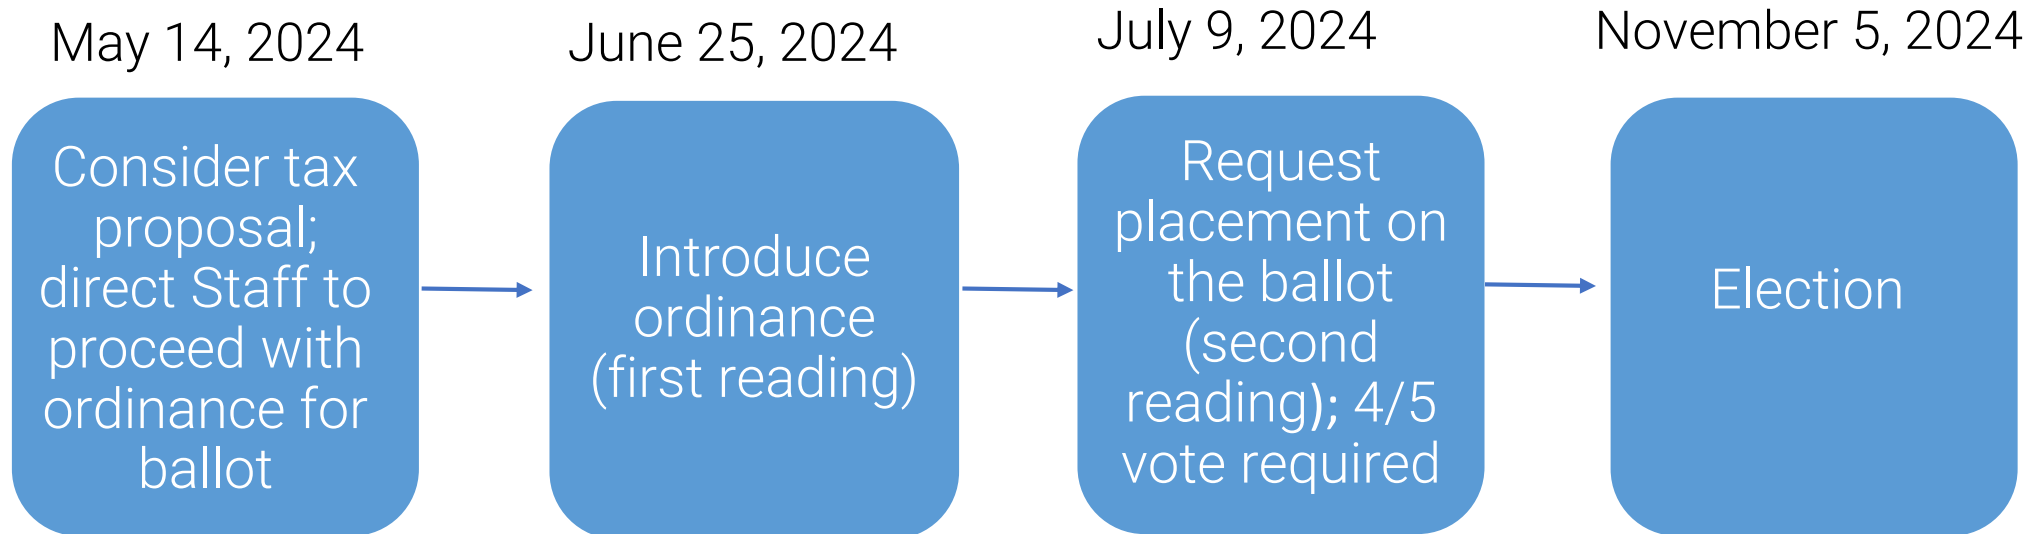 May 14, 2024
Consider tax
proposal;
direct Staff to
proceed with
ordinance for
ballot
June 25, 2024
Introduce
ordinance
(first reading)
July 9, 2024
Request
placement on
the ballot
(second
reading); 4/5
vote required
November 5, 2024
Election